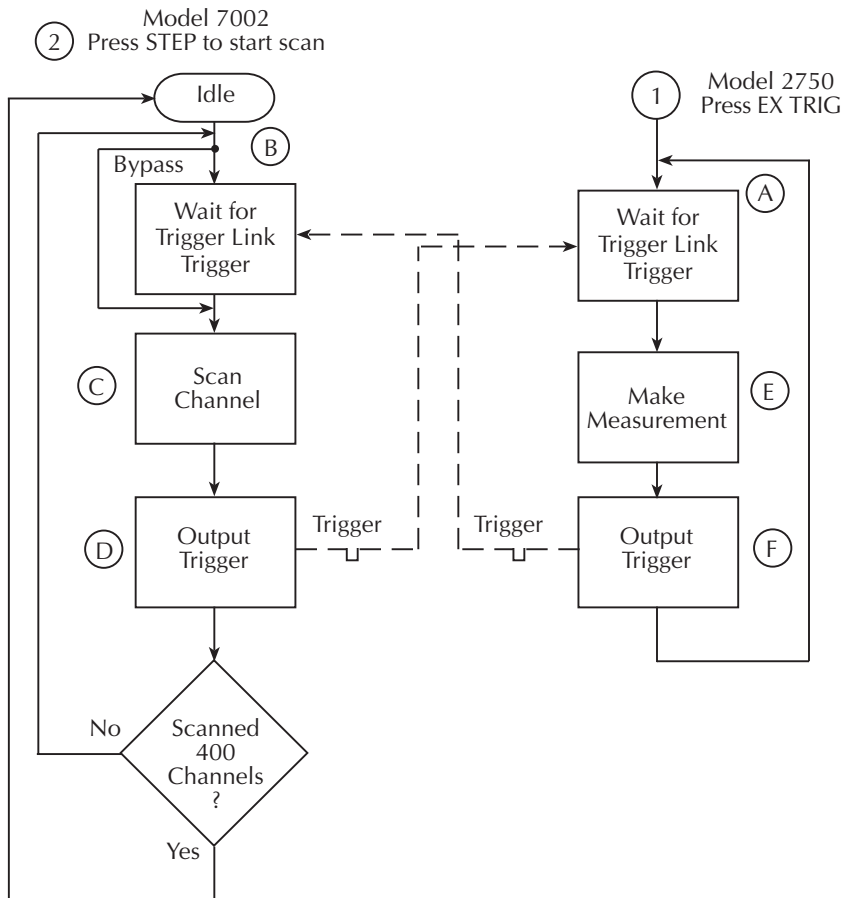 Model 7002
2 Press STEP to start scan
Idle
B
Bypass
Wait for
Trigger Link
Trigger
C
Scan
Channel
D
Output
Trigger
Trigger
Trigger
No
Scanned
400
Channels
?
Yes
1
Model 2750
Press EX TRIG
A
Wait for
Trigger Link
Trigger
Make
Measurement
E
Output
Trigger
F